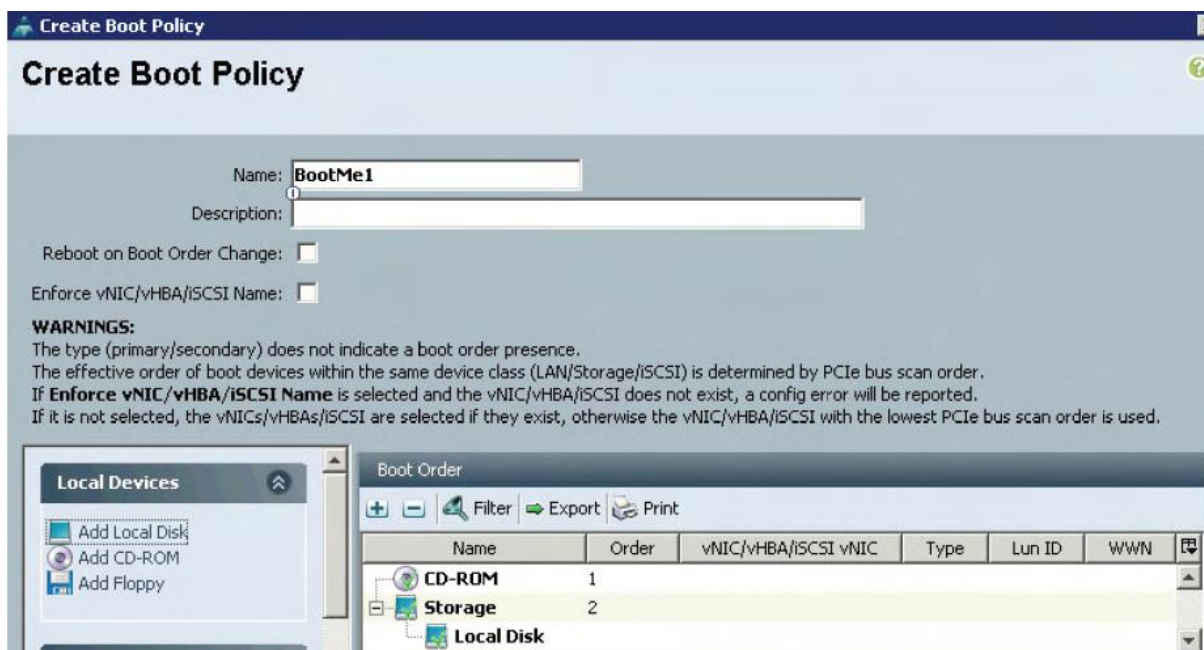 Create Boot Policy
Create Boot Policy
Name: BootMe1
Description:
Reboot on Boot Order Change:
Enforce vNIC/vHBA/iSCSI Name:
WARNINGS:
The type (primary/secondary) does not indicate a boot order presence.
The effective order of boot devices within the same device class (LAN/Storage/iSCSI) is determined by PCIe bus scan order.
If Enforce vNIC/vHBA/iSCSI Name is selected and the vNIC/vHBA/iSCSI does not exist, a config error will be reported.
If it is not selected, the vNICs/vHBAs/iSCSI are selected if they exist, otherwise the vNIC/vHBA/iSCSI with the lowest PCIe bus scan order is used.
Local Devices
Add Local Disk
Add CD-ROM
Add Floppy
Boot Order
Filter Export Print
Name Order vNIC/vHBA/iSCSI vNIC Type Lun ID WWN
CD-ROM 1
Storage 2
Local Disk